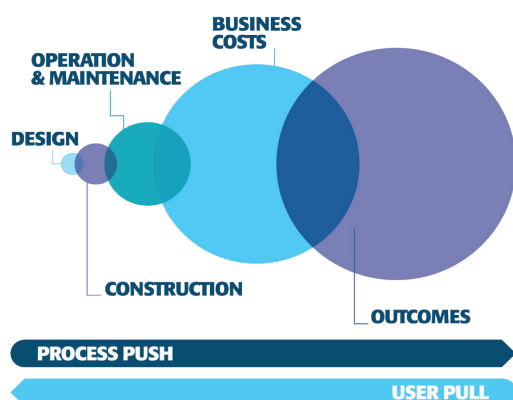 BUSINESS
COSTS
OPERATION
& MAINTENANCE
DESIGN
CONSTRUCTION
OUTCOMES
PROCESS PUSH
USER PULL